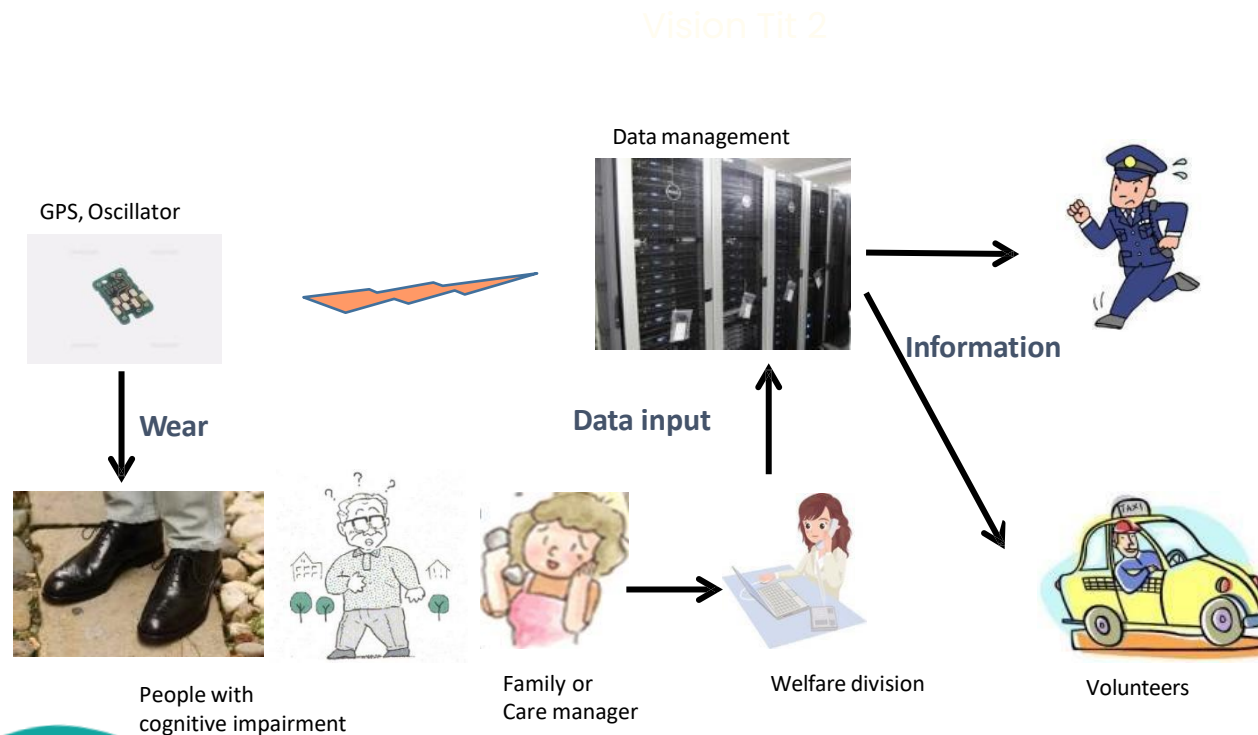 Vision Tit 2
Data management
GPS, Oscillator
Information
Wear
Data input
? ? ?
TAXI
People with
cognitive impairment
Family or
Care manager
Welfare division
Volunteers